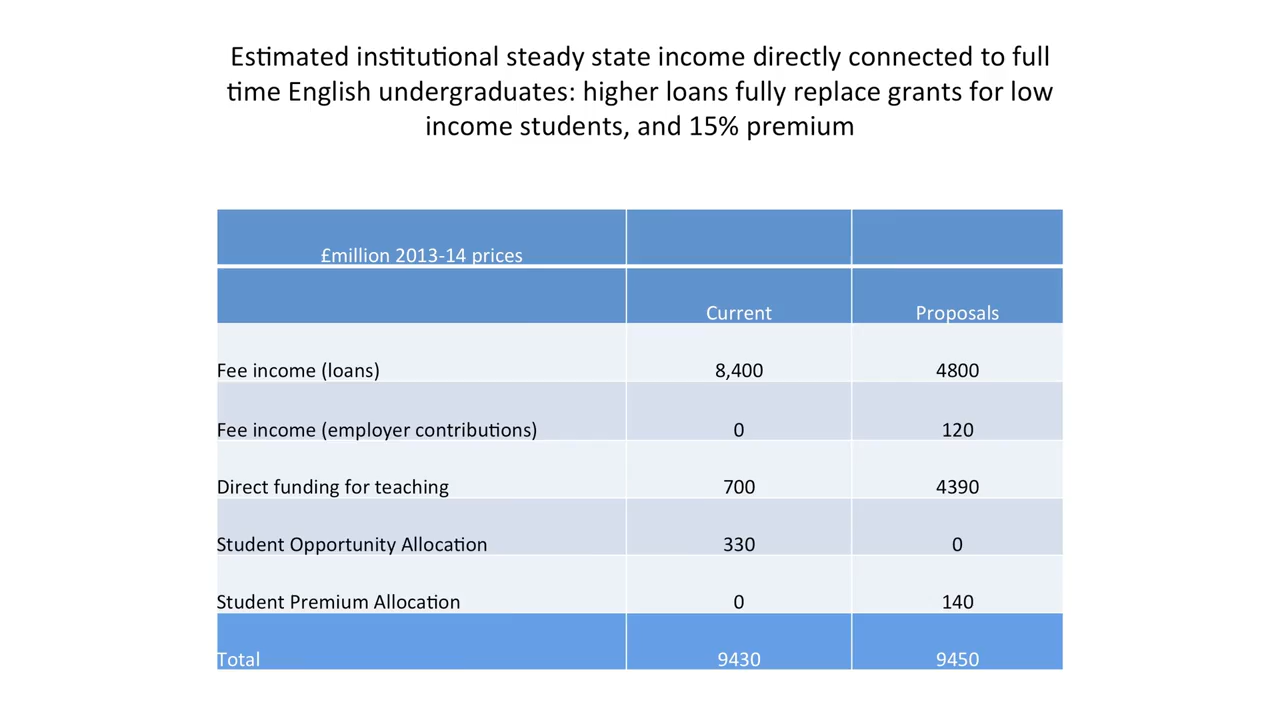 Estimated institutional steady state income directly connected to full
time English undergraduates: higher loans fully replace grants for low
income students, and 15% premium
£million 2013-14 prices
Current Proposals
Fee income (loans) 8,400 4800
Fee income (employer contributions) 0 120
Direct funding for teaching 700 4390
Student Opportunity Allocation 330 0
Student Premium Allocation 0 140
Total 9430 9450